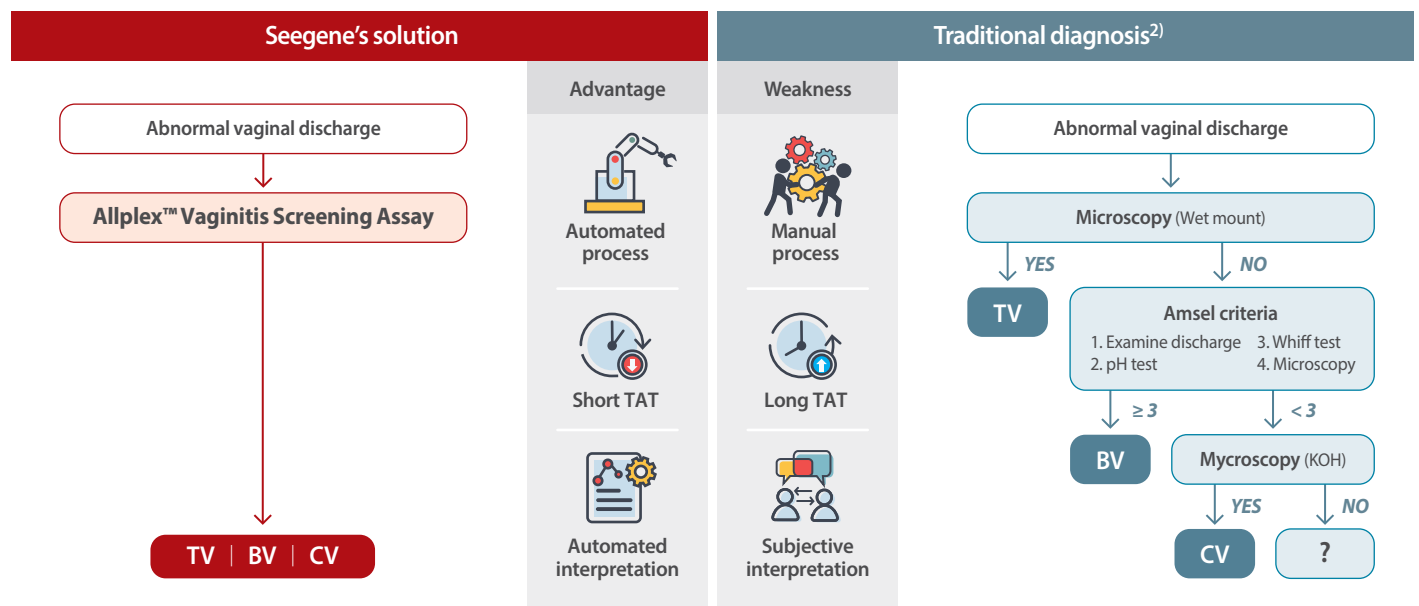 Seegene's solution
Abnormal vaginal discharge
Allplex™ Vaginitis Screening Assay
TV | BV | CV
Advantage
Automated
process
Short TAT
Automated
interpretation
Traditional diagnosis2)
Weakness
Manual
process
Long TAT
Subjective
interpretation
Abnormal vaginal discharge
Microscopy (Wet mount)
YES
NO
TV
Amsel criteria
1. Examine discharge 3. Whiff test
2. pH test 4. Microscopy
≥ 3
< 3
BV
Mycroscopy (KOH)
YES
NO
CV
?